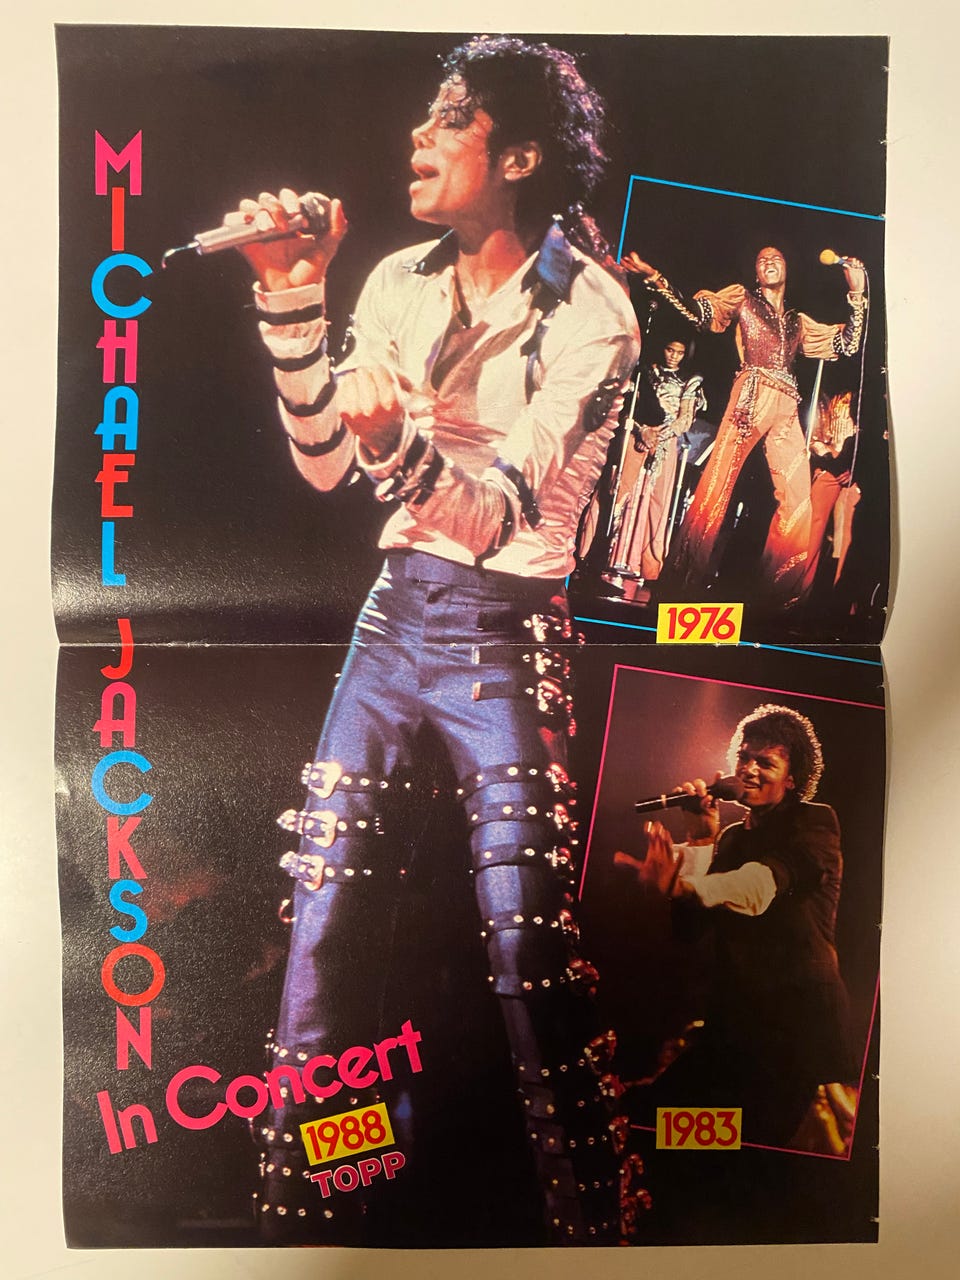 MICHAEL JACKSON
In Concert
1988
TOPP
1976
1983